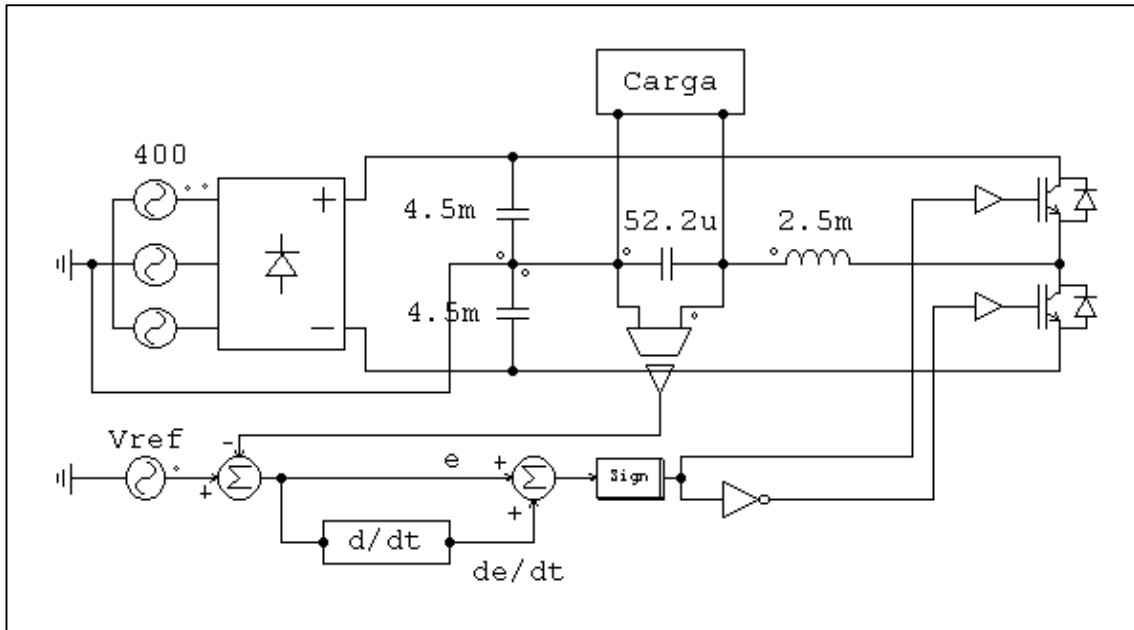 Carga
400
+
4.5m
52.2u
2.5m
4.5m
−
Vref
-
+
Σ
e
+
+
Σ
Sign
d/dt
de/dt